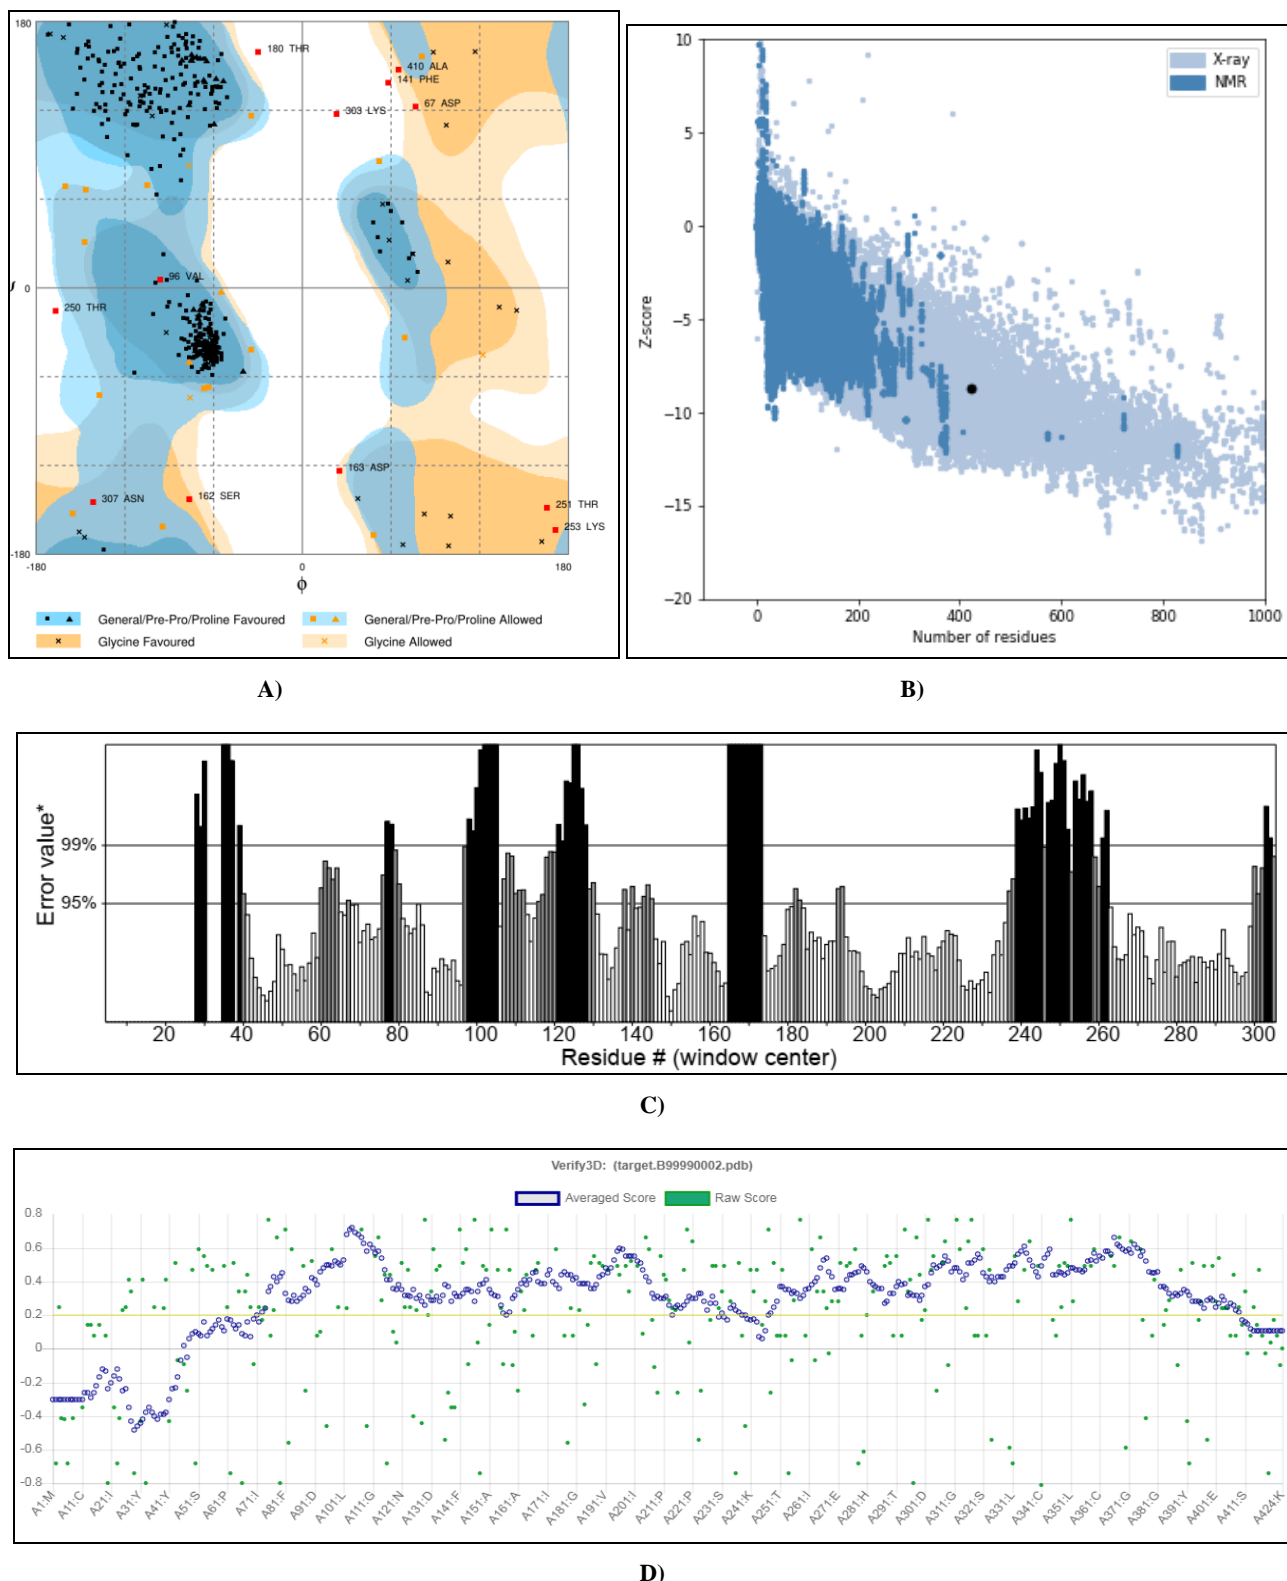 180
180 THR
410 ALA
141 PHE
67 ASP
303 LYS
96 VAL
0
250 THR
163 ASP
307 ASN
162 SER
251 THR
253 LYS
-180
-180
0
180
ϕ
General/Pre-Pro/Proline Favoured
General/Pre-Pro/Proline Allowed
Glycine Favoured
Glycine Allowed
A)
10
5
0
−5
−10
−15
−20
Z-score
X-ray
NMR
0 200 400 600 800 1000
Number of residues
B)
Error value*
99%
95%
20 40 60 80 100 120 140 160 180 200 220 240 260 280 300
Residue # (window center)
C)
Verify3D: (target.B99990002.pdb)
Averaged Score Raw Score
0.8
0.6
0.4
0.2
0
-0.2
-0.4
-0.6
-0.8
A1:M A11:C A21:I A31:Y A41:Y A51:S A61:P A71:I A81:F A91:D A101:L A111:G A121:N A131:D A141:F A151:A A161:A A171:I A181:G A191:V A201:I A211:P A221:P A231:S A241:K A251:T A261:I A271:E A281:H A291:T A301:D A311:G A321:S A331:L A341:C A351:L A361:C A371:G A381:G A391:Y A401:E A411:S A424:K
D)